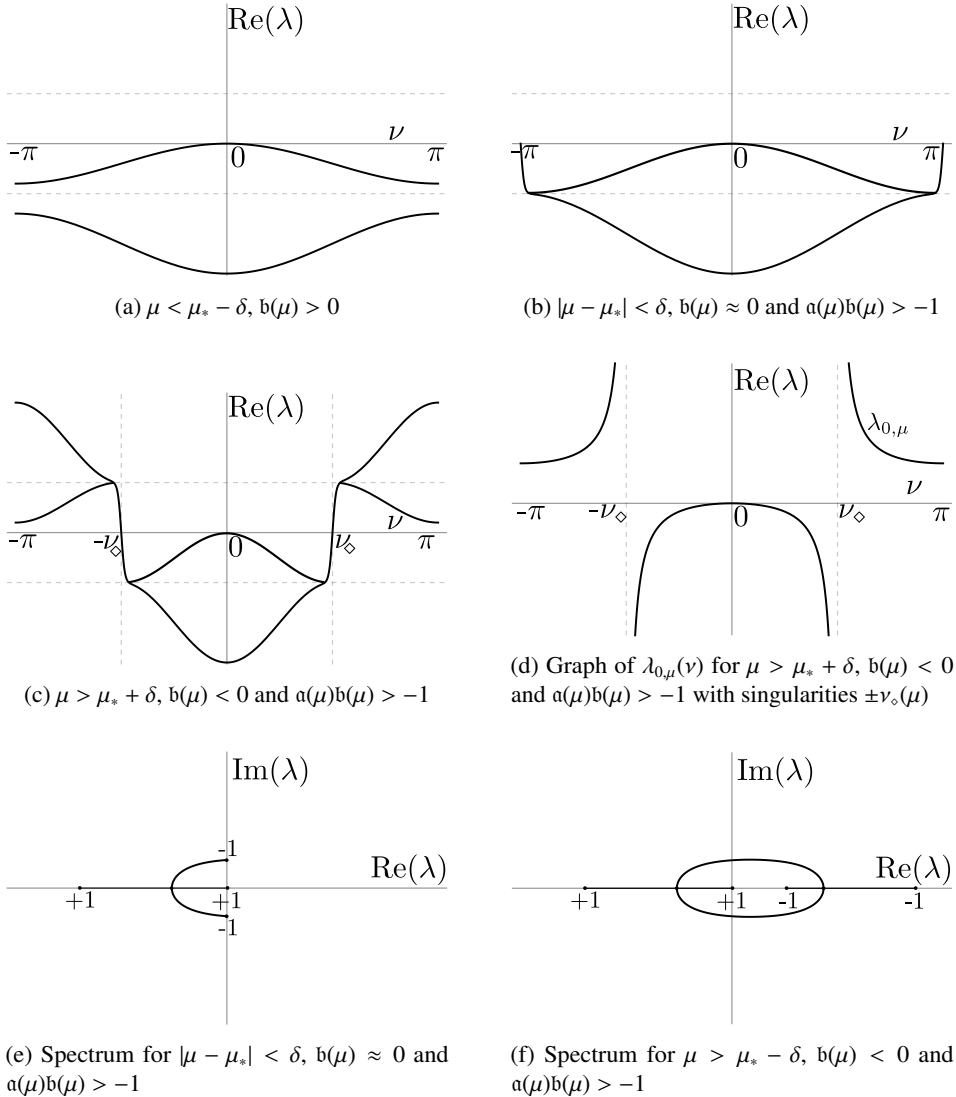 Re(λ)
Re(λ)
ν
ν
-π 0 π
-π 0 π
(a) μ < μ* − δ, 𝔟(μ) > 0
(b) |μ − μ*| < δ, 𝔟(μ) ≈ 0 and 𝔞(μ)𝔟(μ) > −1
Re(λ)
ν
-π -ν⋄ 0 ν⋄ π
Re(λ)
λ₀,μ
ν
-π -ν⋄ 0 ν⋄ π
(c) μ > μ* + δ, 𝔟(μ) < 0 and 𝔞(μ)𝔟(μ) > −1
(d) Graph of λ₀,μ(ν) for μ > μ* + δ, 𝔟(μ) < 0
and 𝔞(μ)𝔟(μ) > −1 with singularities ±ν⋄(μ)
Im(λ)
-1
Re(λ)
+1 +1
-1
Im(λ)
Re(λ)
+1 +1 -1 -1
(e) Spectrum for |μ − μ*| < δ, 𝔟(μ) ≈ 0 and
𝔞(μ)𝔟(μ) > −1
(f) Spectrum for μ > μ* − δ, 𝔟(μ) < 0 and
𝔞(μ)𝔟(μ) > −1